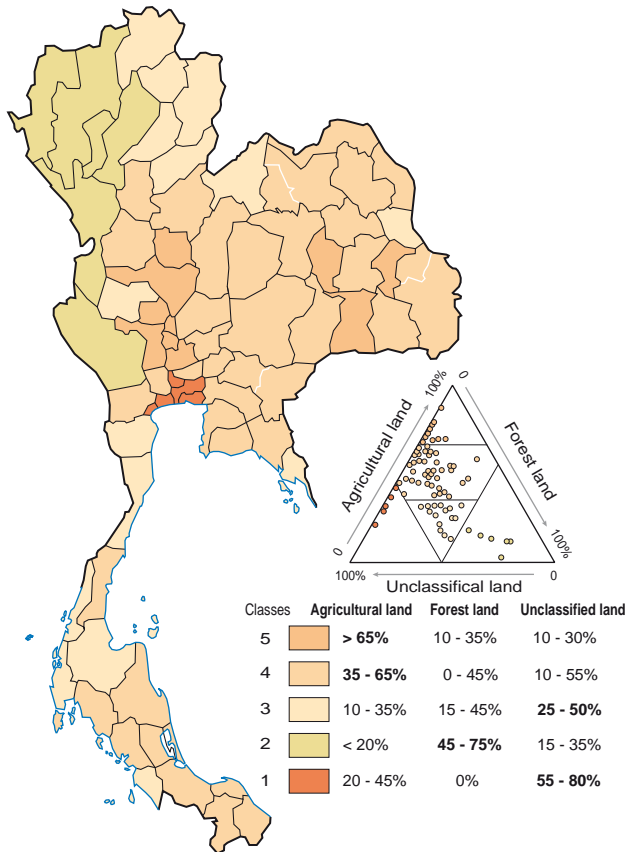 100%
0
Agricultural land
Forest land
0
100%
100%
0
Unclassifical land
Classes Agricultural land Forest land Unclassified land
5 > 65% 10 - 35% 10 - 30%
4 35 - 65% 0 - 45% 10 - 55%
3 10 - 35% 15 - 45% 25 - 50%
2 < 20% 45 - 75% 15 - 35%
1 20 - 45% 0% 55 - 80%